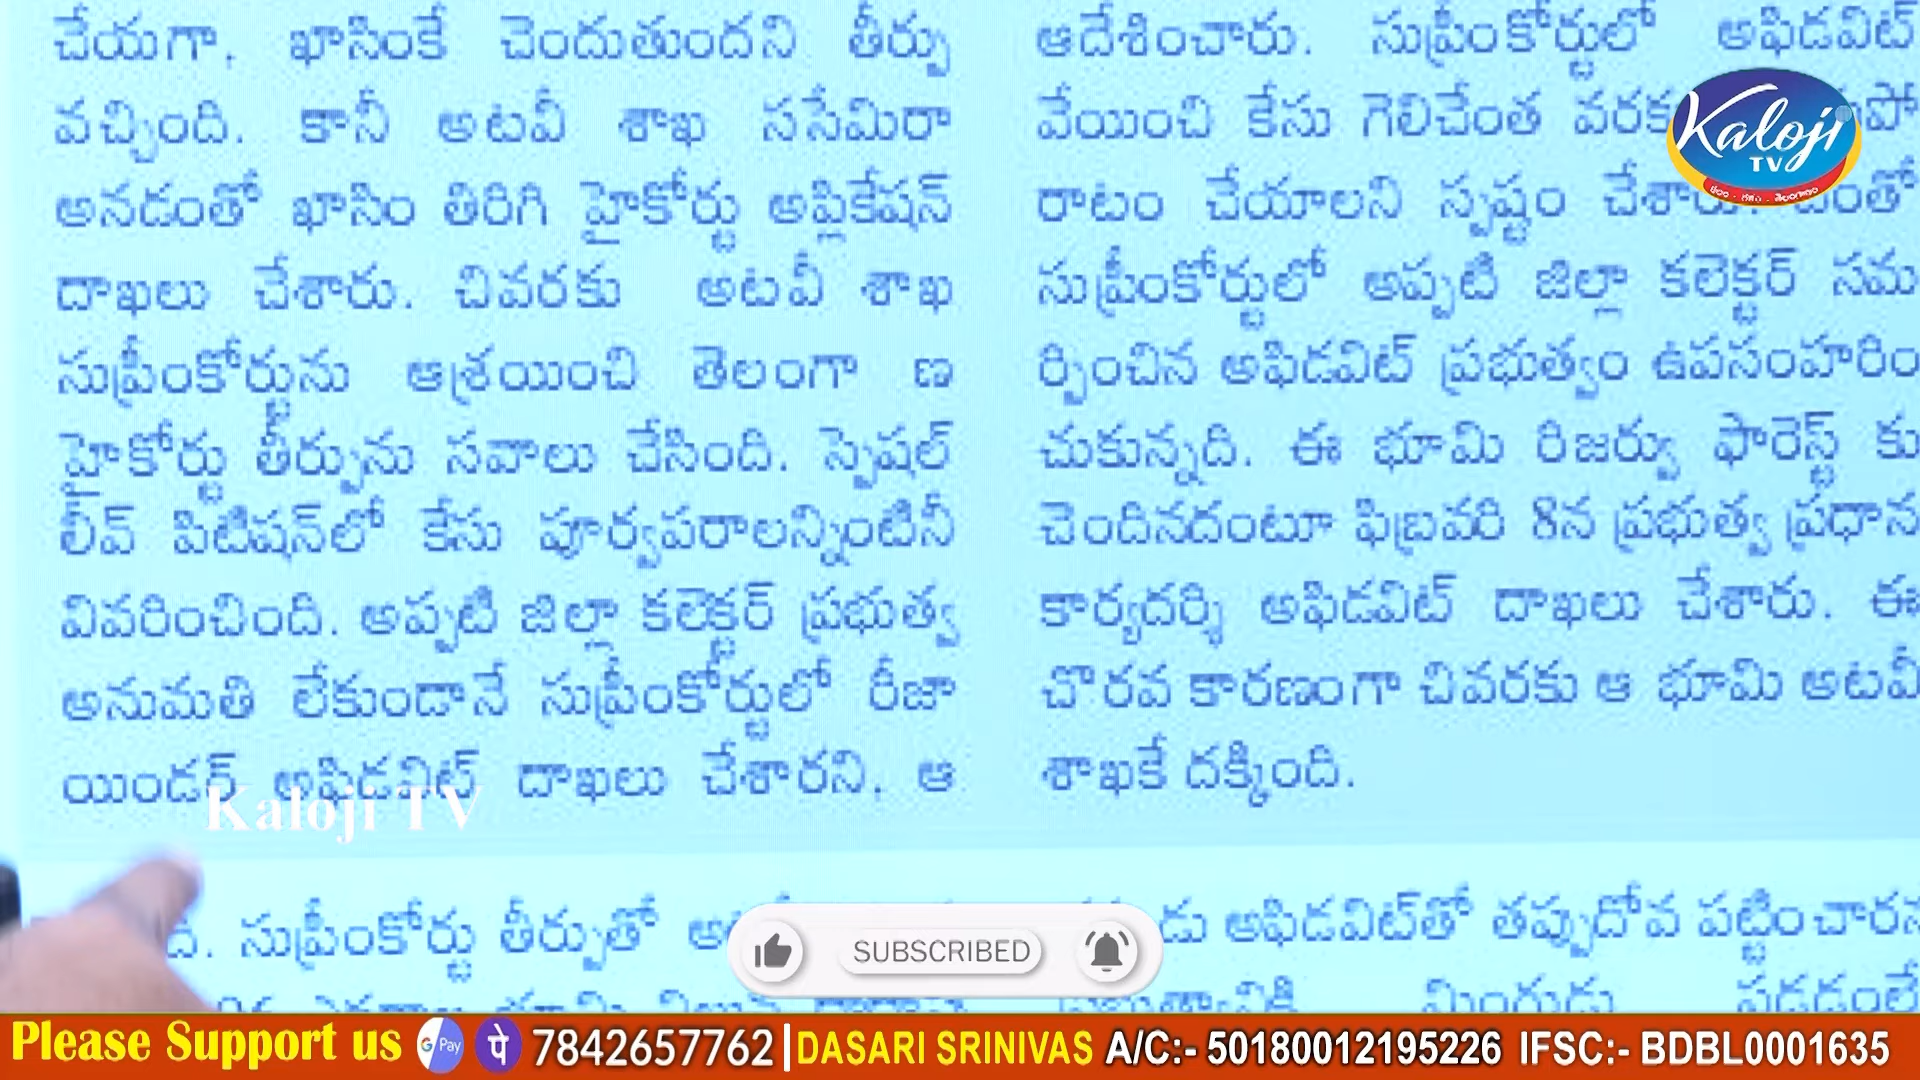 చేయగా, ఖాసింకే చెందుతుందని తీర్పు
వచ్చింది. కానీ అటవీ శాఖ ససేమిరా
అనడంతో ఖాసిం తిరిగి హైకోర్టు అప్లికేషన్
దాఖలు చేశారు. చివరకు అటవీ శాఖ
సుప్రీంకోర్టును ఆశ్రయించి తెలంగా ణ
హైకోర్టు తీర్పును సవాలు చేసింది. స్పెషల్
లీవ్ పిటిషన్‌లో కేసు పూర్వపరాలన్నింటినీ
వివరించింది. అప్పటి జిల్లా కలెక్టర్ ప్రభుత్వ
అనుమతి లేకుండానే సుప్రీంకోర్టులో రీజా
యిండర్ అఫిడవిట్ దాఖలు చేశారని, ఆ
ది. సుప్రీంకోర్టు తీర్పుతో
ఆదేశించారు. సుప్రీంకోర్టులో అఫిడవిట్
వేయించి కేసు గెలిచేంత వరక పో
రాటం చేయాలని స్పష్టం చేశారు.
సుప్రీంకోర్టులో అప్పటి జిల్లా కలెక్టర్ సమ
ర్పించిన అఫిడవిట్ ప్రభుత్వం ఉపసంహరిం
చుకున్నది. ఈ భూమి రిజర్వు ఫారెస్ట్ కు
చెందినదంటూ ఫిబ్రవరి 8న ప్రభుత్వ ప్రధాన
కార్యదర్శి అఫిడవిట్ దాఖలు చేశారు. ఈ
చొరవ కారణంగా చివరకు ఆ భూమి అటవీ
శాఖకే దక్కింది.
డు అఫిడవిట్‌తో తప్పుదోవ పట్టించారన
Kaloji
TV
Kaloji TV
SUBSCRIBED
Please Support us G Pay पे 7842657762 | DASARI SRINIVAS A/C:- 50180012195226 IFSC:- BDBL0001635